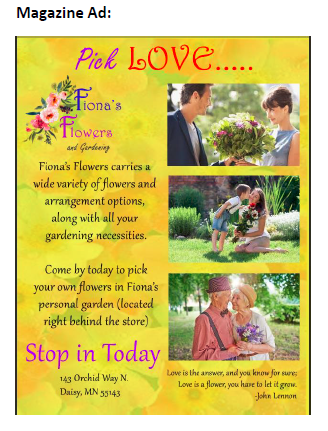 Magazine Ad:
Pick LOVE.....
Fiona's
Flowers
and Gardening
Fiona's Flowers carries a
wide variety of flowers and
arrangement options,
along with all your
gardening necessities.
Come by today to pick
your own flowers in Fiona's
personal garden (located
right behind the store)
Stop in Today
143 Orchid Way N.
Daisy, MN 55143
Love is the answer, and you know for sure;
Love is a flower, you have to let it grow.
-John Lennon